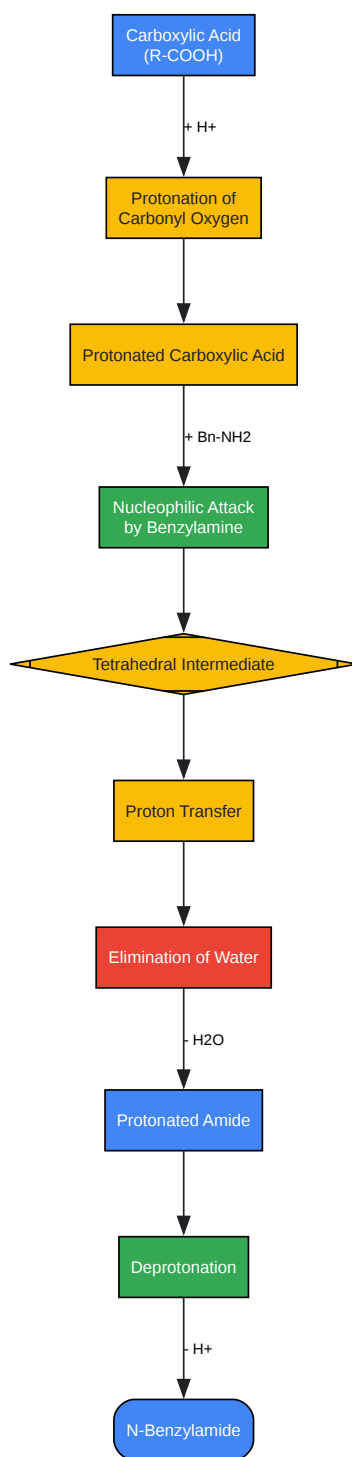 Carboxylic Acid
(R-COOH)
+ H+
Protonation of
Carbonyl Oxygen
Protonated Carboxylic Acid
+ Bn-NH2
Nucleophilic Attack
by Benzylamine
Tetrahedral Intermediate
Proton Transfer
Elimination of Water
- H2O
Protonated Amide
Deprotonation
- H+
N-Benzylamide